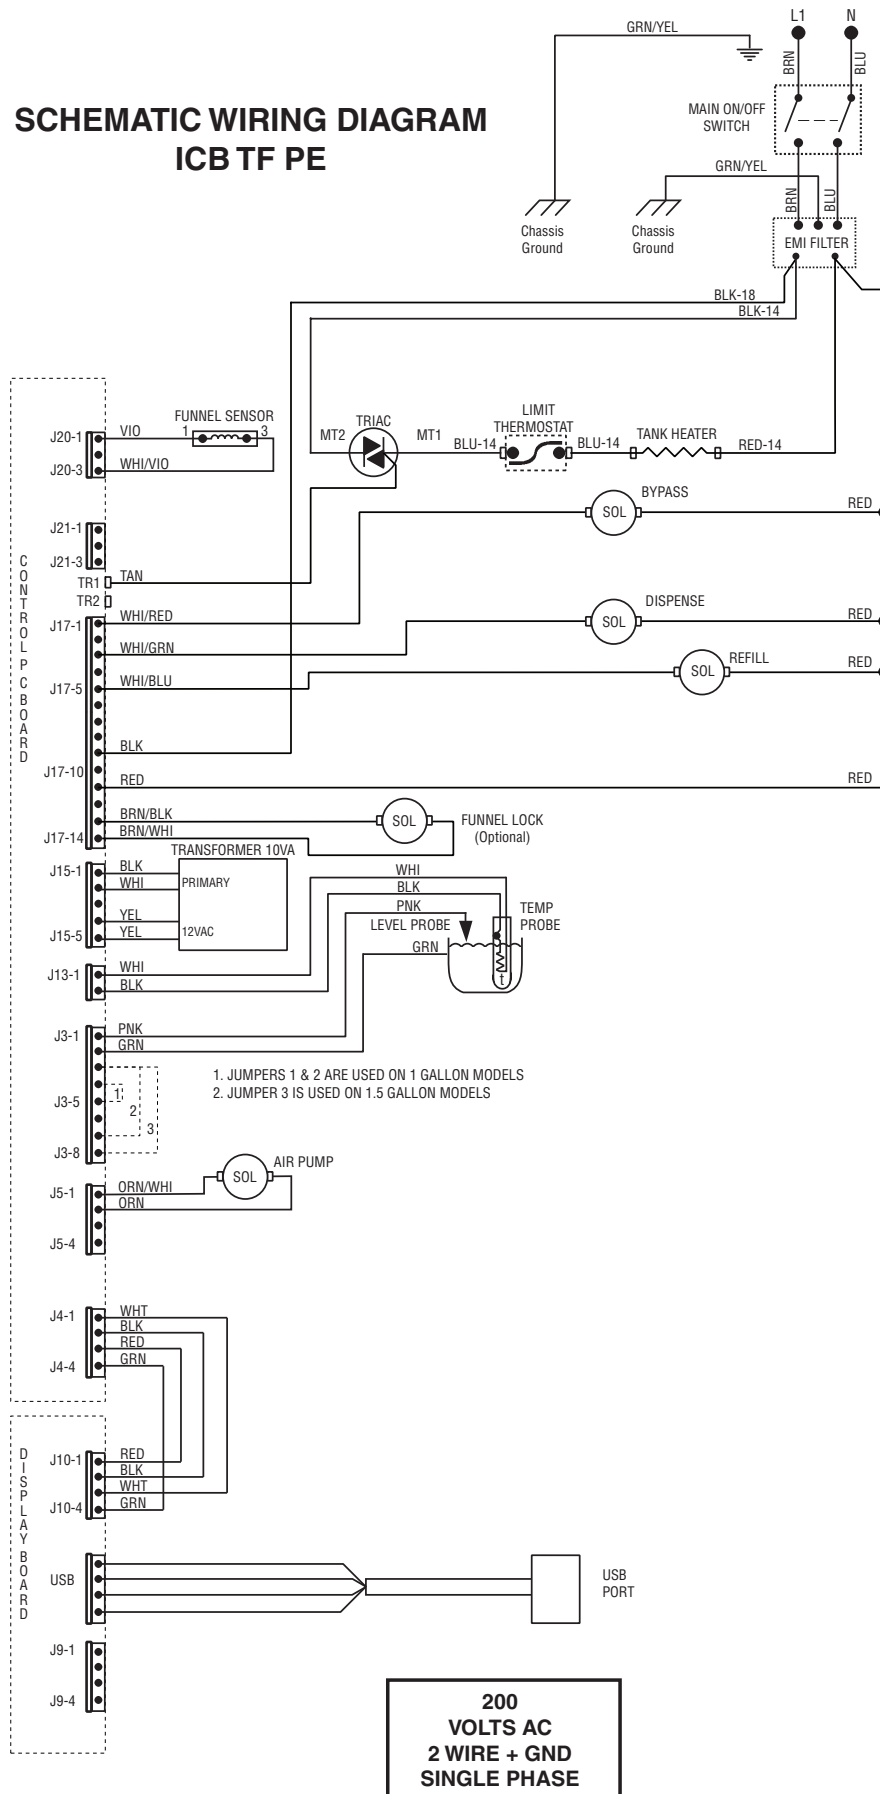 L1 N
GRN/YEL
BRN
BLU
SCHEMATIC WIRING DIAGRAM
ICB TF PE
MAIN ON/OFF
SWITCH
GRN/YEL
BRN
BLU
Chassis
Ground
Chassis
Ground
EMI FILTER
BLK-18
BLK-14
CONTROL PC BOARD
J20-1
VIO
FUNNEL SENSOR
1 3
J20-3
WHI/VIO
TRIAC
MT2
MT1
BLU-14
LIMIT
THERMOSTAT
BLU-14
TANK HEATER
RED-14
SOL
BYPASS
RED
J21-1
J21-3
TR1
TAN
TR2
J17-1
WHI/RED
SOL
DISPENSE
RED
WHI/GRN
SOL
REFILL
RED
J17-5
WHI/BLU
BLK
J17-10
RED
RED
BRN/BLK
SOL
FUNNEL LOCK
(Optional)
J17-14
BRN/WHI
TRANSFORMER 10VA
J15-1
BLK
WHI
PRIMARY
YEL
J15-5
YEL
12VAC
WHI
BLK
PNK
LEVEL PROBE
TEMP
PROBE
GRN
t
J13-1
WHI
BLK
J3-1
PNK
GRN
1. JUMPERS 1 & 2 ARE USED ON 1 GALLON MODELS
2. JUMPER 3 IS USED ON 1.5 GALLON MODELS
J3-5
1
2
3
J3-8
SOL
AIR PUMP
J5-1
ORN/WHI
ORN
J5-4
J4-1
WHT
BLK
RED
J4-4
GRN
DISPLAY BOARD
J10-1
RED
BLK
WHT
J10-4
GRN
USB
USB
PORT
J9-1
J9-4
200
VOLTS AC
2 WIRE + GND
SINGLE PHASE